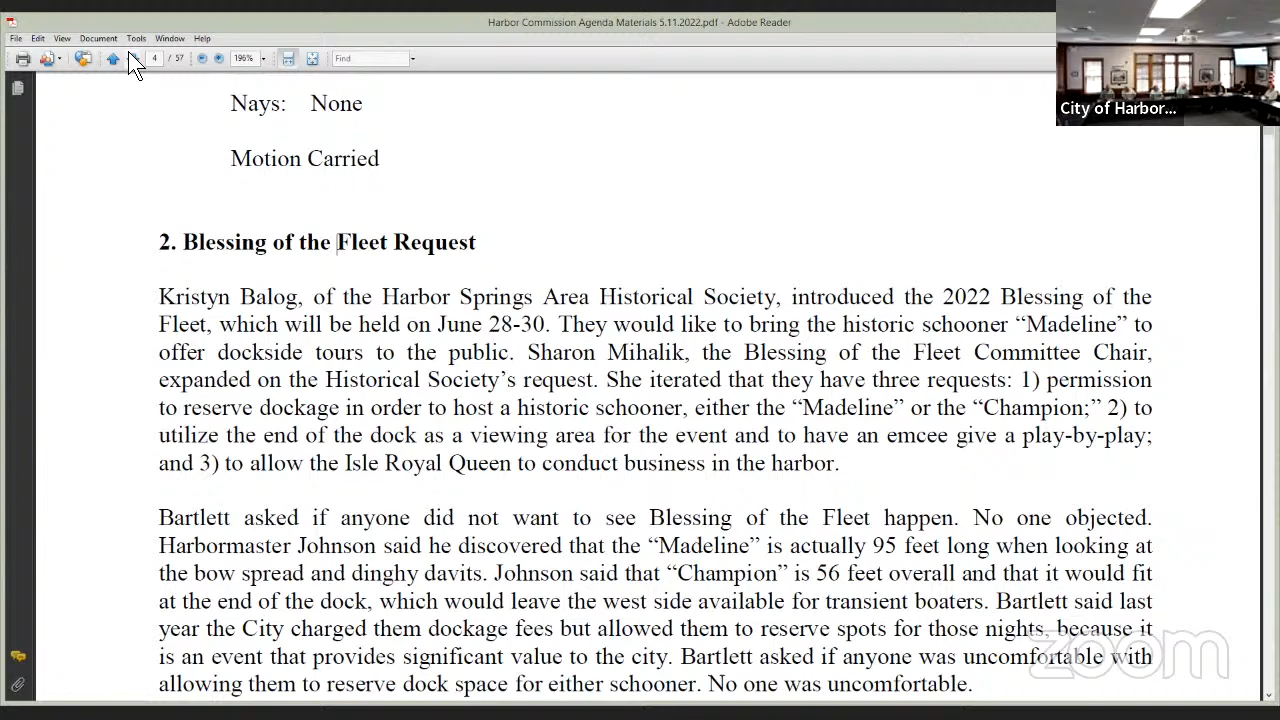 Harbor Commission Agenda Materials 5.11.2022.pdf - Adobe Reader
File Edit View Document Tools Window Help
4 / 57 196% Find
City of Harbor...
Nays: None
Motion Carried
2. Blessing of the Fleet Request
Kristyn Balog, of the Harbor Springs Area Historical Society, introduced the 2022 Blessing of the
Fleet, which will be held on June 28-30. They would like to bring the historic schooner “Madeline” to
offer dockside tours to the public. Sharon Mihalik, the Blessing of the Fleet Committee Chair,
expanded on the Historical Society’s request. She iterated that they have three requests: 1) permission
to reserve dockage in order to host a historic schooner, either the “Madeline” or the “Champion;” 2) to
utilize the end of the dock as a viewing area for the event and to have an emcee give a play-by-play;
and 3) to allow the Isle Royal Queen to conduct business in the harbor.
Bartlett asked if anyone did not want to see Blessing of the Fleet happen. No one objected.
Harbormaster Johnson said he discovered that the “Madeline” is actually 95 feet long when looking at
the bow spread and dinghy davits. Johnson said that “Champion” is 56 feet overall and that it would fit
at the end of the dock, which would leave the west side available for transient boaters. Bartlett said last
year the City charged them dockage fees but allowed them to reserve spots for those nights, because it
is an event that provides significant value to the city. Bartlett asked if anyone was uncomfortable with
allowing them to reserve dock space for either schooner. No one was uncomfortable.
zoom